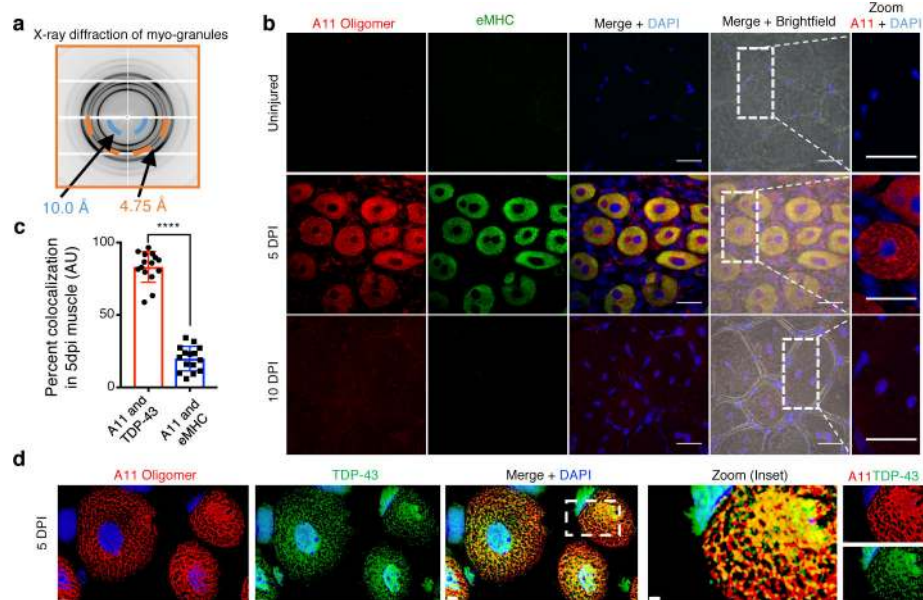 a
X-ray diffraction of myo-granules
10.0 Å
4.75 Å
b
A11 Oligomer
eMHC
Merge + DAPI
Merge + Brightfield
Zoom
A11 + DAPI
Uninjured
5 DPI
10 DPI
c
Percent colocalization
in 5dpi muscle (AU)
100
50
0
****
A11 and
TDP-43
A11 and
eMHC
d
A11 Oligomer
TDP-43
Merge + DAPI
Zoom (Inset)
A11TDP-43
5 DPI